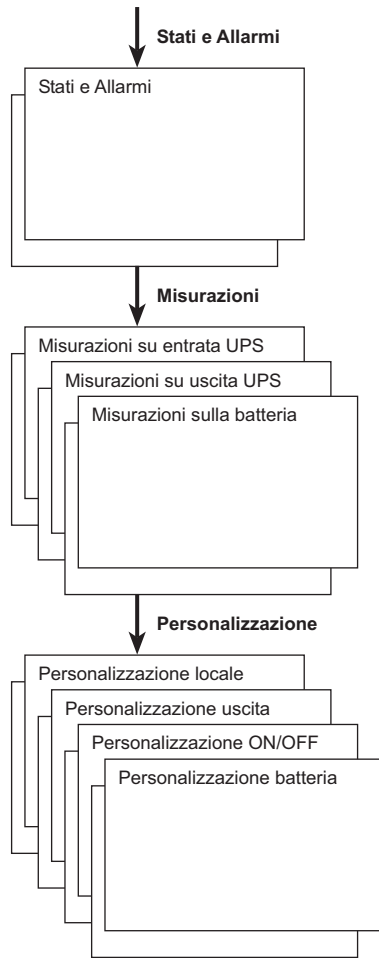 Stati e Allarmi
Stati e Allarmi
Misurazioni
Misurazioni su entrata UPS
Misurazioni su uscita UPS
Misurazioni sulla batteria
Personalizzazione
Personalizzazione locale
Personalizzazione uscita
Personalizzazione ON/OFF
Personalizzazione batteria